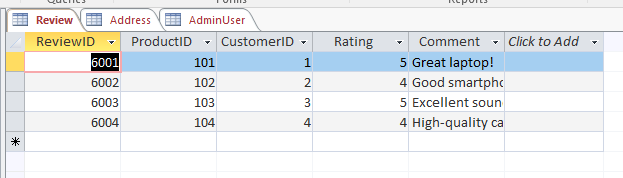 Queries Forms Reports
Review Address AdminUser
ReviewID ProductID CustomerID Rating Comment Click to Add
6001 101 1 5 Great laptop!
6002 102 2 4 Good smartpho
6003 103 3 5 Excellent soun
6004 104 4 4 High-quality ca